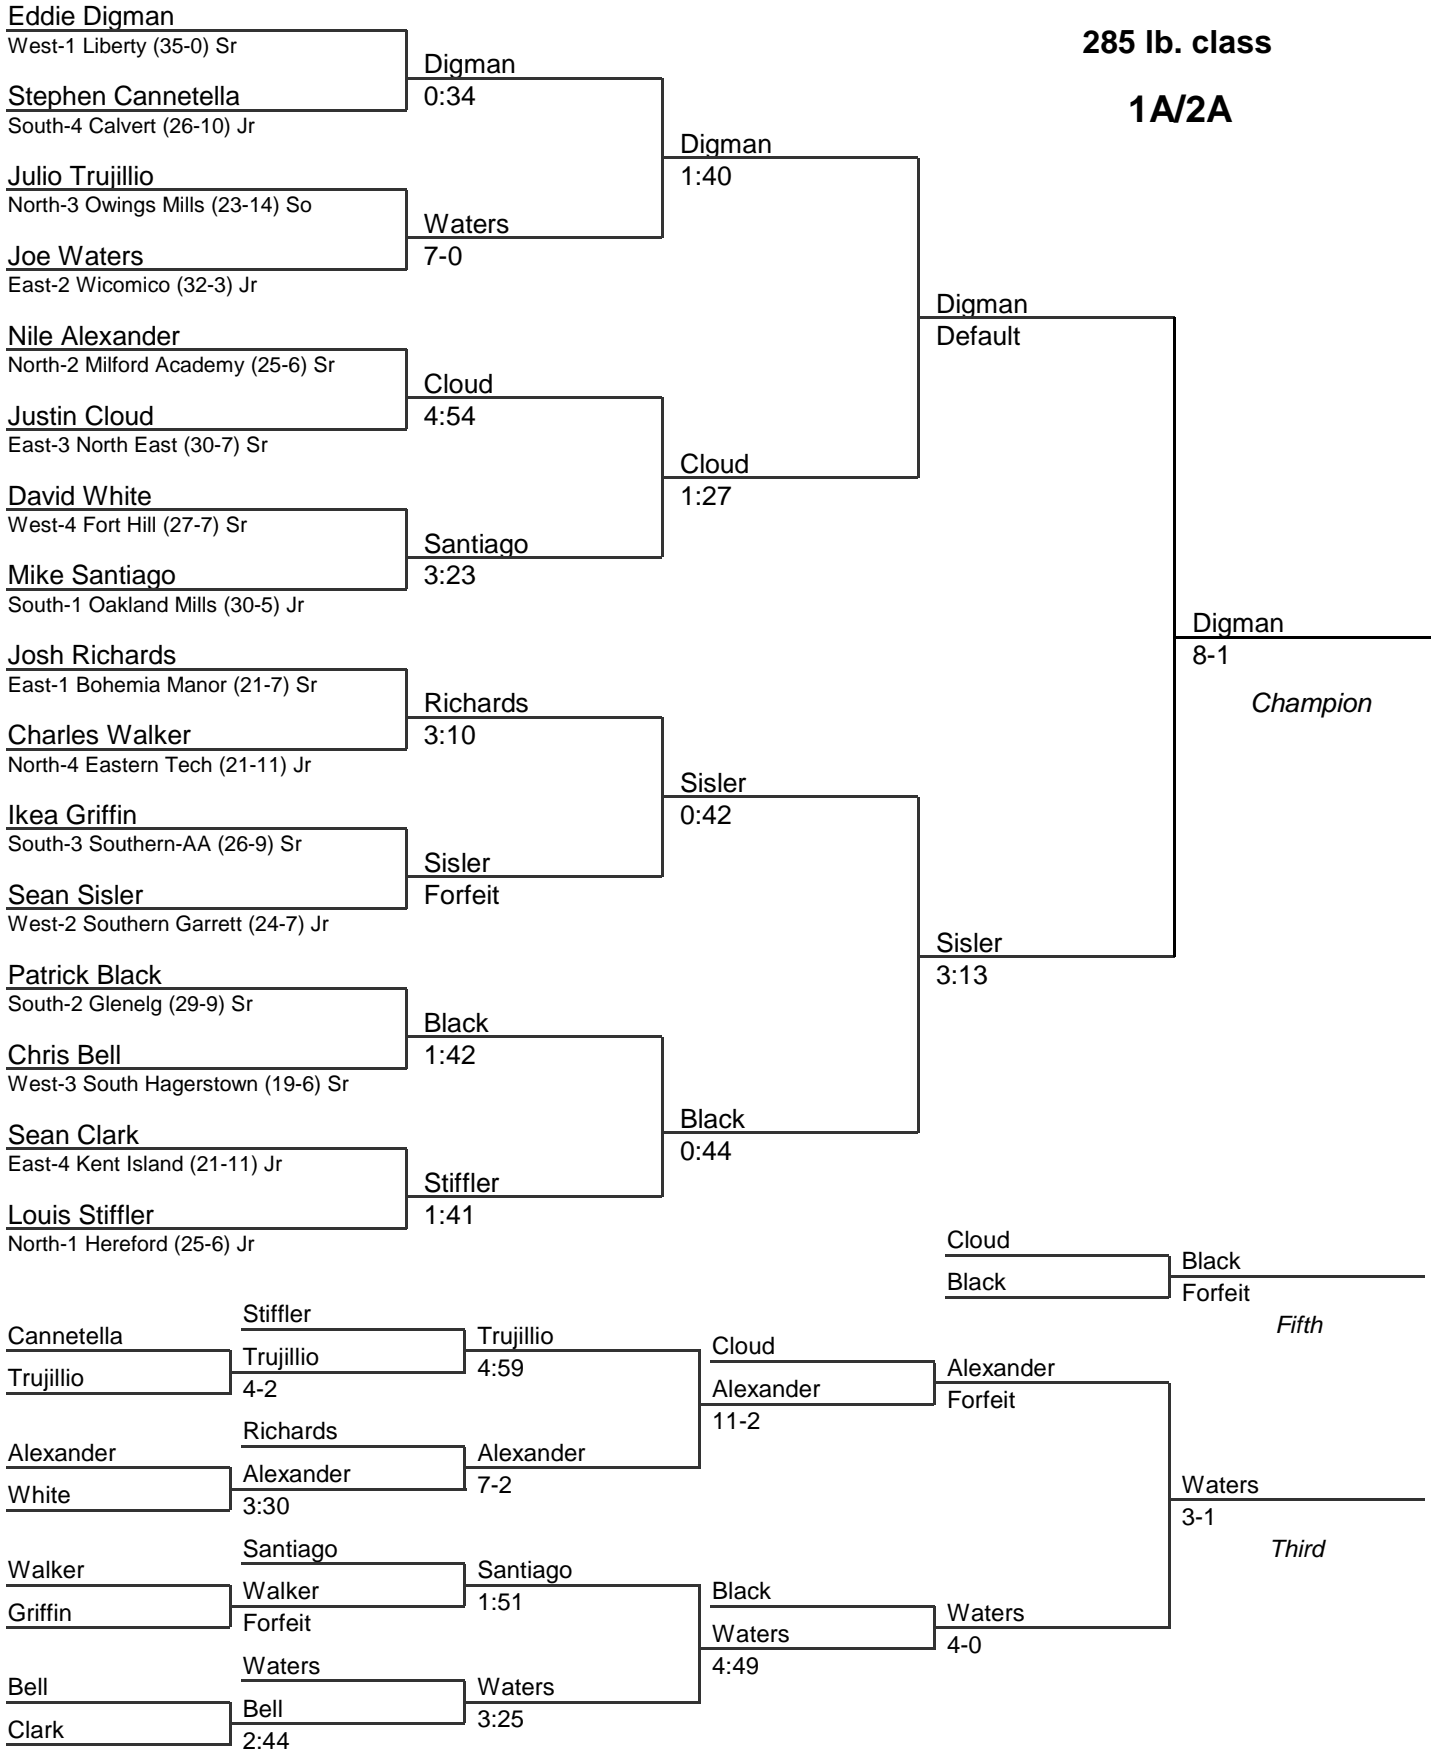 Eddie Digman
West-1 Liberty (35-0) Sr
285 lb. class
Digman
0:34
Stephen Cannetella
South-4 Calvert (26-10) Jr
1A/2A
Digman
1:40
Julio Trujillio
North-3 Owings Mills (23-14) So
Waters
7-0
Joe Waters
East-2 Wicomico (32-3) Jr
Digman
Default
Nile Alexander
North-2 Milford Academy (25-6) Sr
Cloud
4:54
Justin Cloud
East-3 North East (30-7) Sr
Cloud
1:27
David White
West-4 Fort Hill (27-7) Sr
Santiago
3:23
Mike Santiago
South-1 Oakland Mills (30-5) Jr
Digman
8-1
Champion
Josh Richards
East-1 Bohemia Manor (21-7) Sr
Richards
3:10
Charles Walker
North-4 Eastern Tech (21-11) Jr
Sisler
0:42
Ikea Griffin
South-3 Southern-AA (26-9) Sr
Sisler
Forfeit
Sean Sisler
West-2 Southern Garrett (24-7) Jr
Sisler
3:13
Patrick Black
South-2 Glenelg (29-9) Sr
Black
1:42
Chris Bell
West-3 South Hagerstown (19-6) Sr
Black
0:44
Sean Clark
East-4 Kent Island (21-11) Jr
Stiffler
1:41
Louis Stiffler
North-1 Hereford (25-6) Jr
Cloud
Black
Black
Forfeit
Fifth
Cannetella
Trujillio
Stiffler
Trujillio
4-2
Trujillio
4:59
Cloud
Alexander
11-2
Alexander
Forfeit
Alexander
White
Richards
Alexander
3:30
Alexander
7-2
Waters
3-1
Third
Walker
Griffin
Santiago
Walker
Forfeit
Santiago
1:51
Black
Waters
4:49
Waters
4-0
Bell
Clark
Waters
Bell
2:44
Waters
3:25